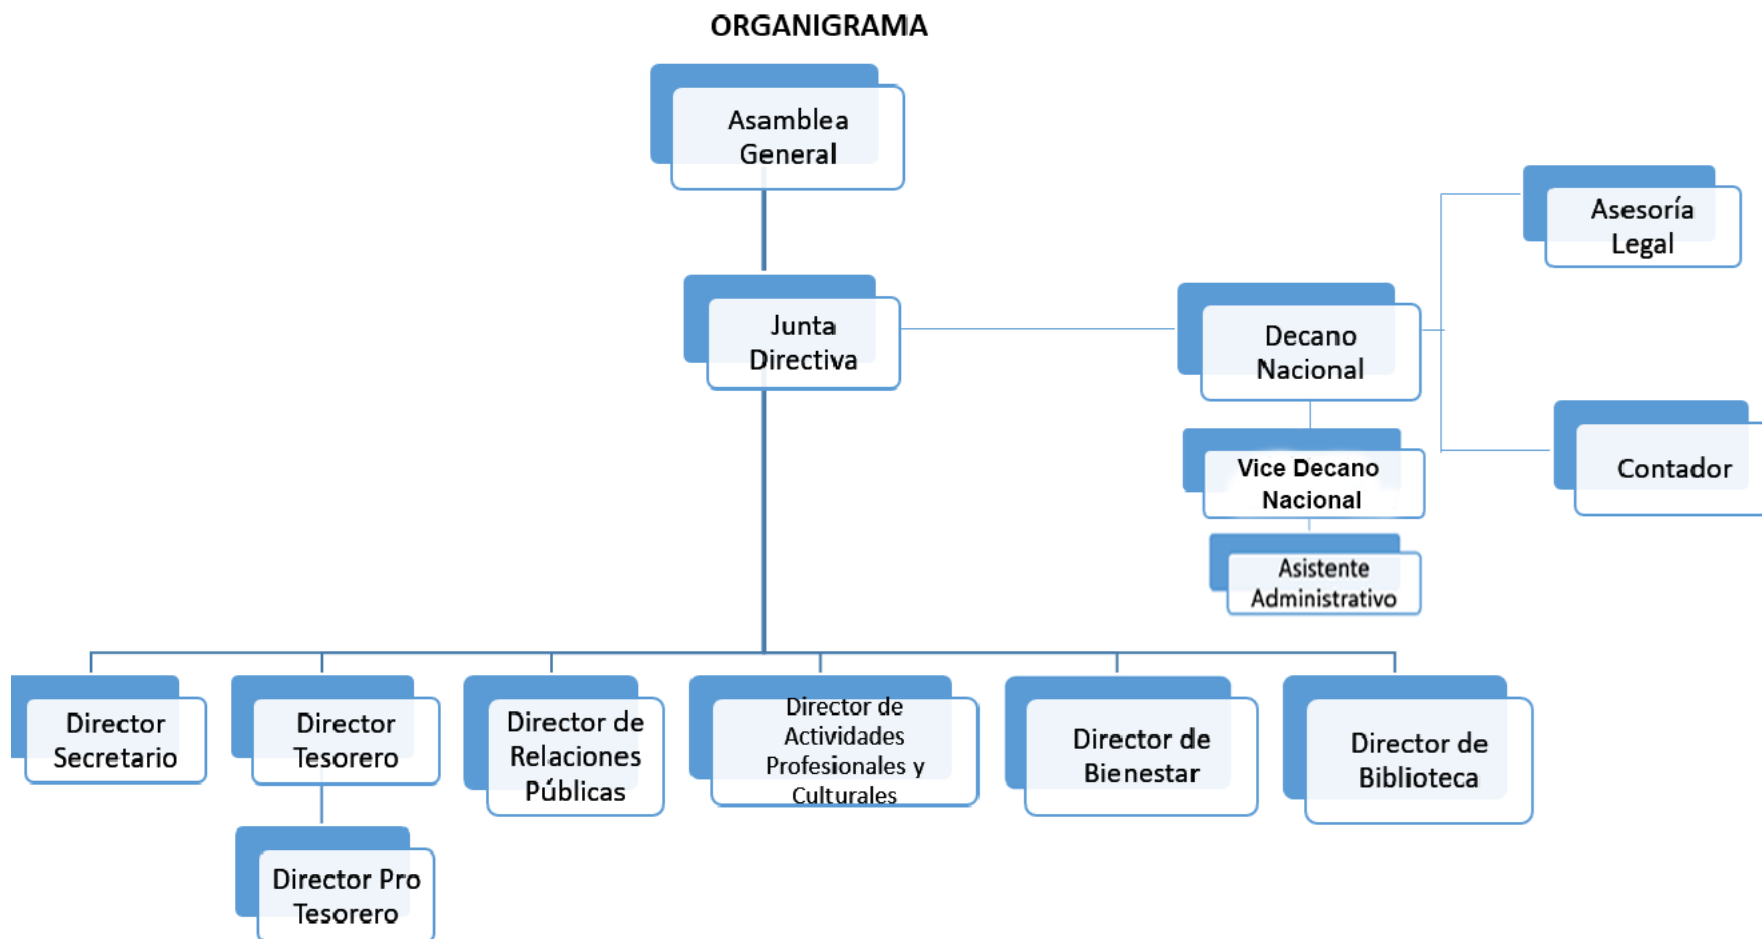 ORGANIGRAMA
Asamblea
General
Asesoría
Legal
Junta
Directiva
Decano
Nacional
Vice Decano
Nacional
Contador
Asistente
Administrativo
Director
Secretario
Director
Tesorero
Director de
Relaciones
Públicas
Director de
Actividades
Profesionales y
Culturales
Director de
Bienestar
Director de
Biblioteca
Director Pro
Tesorero